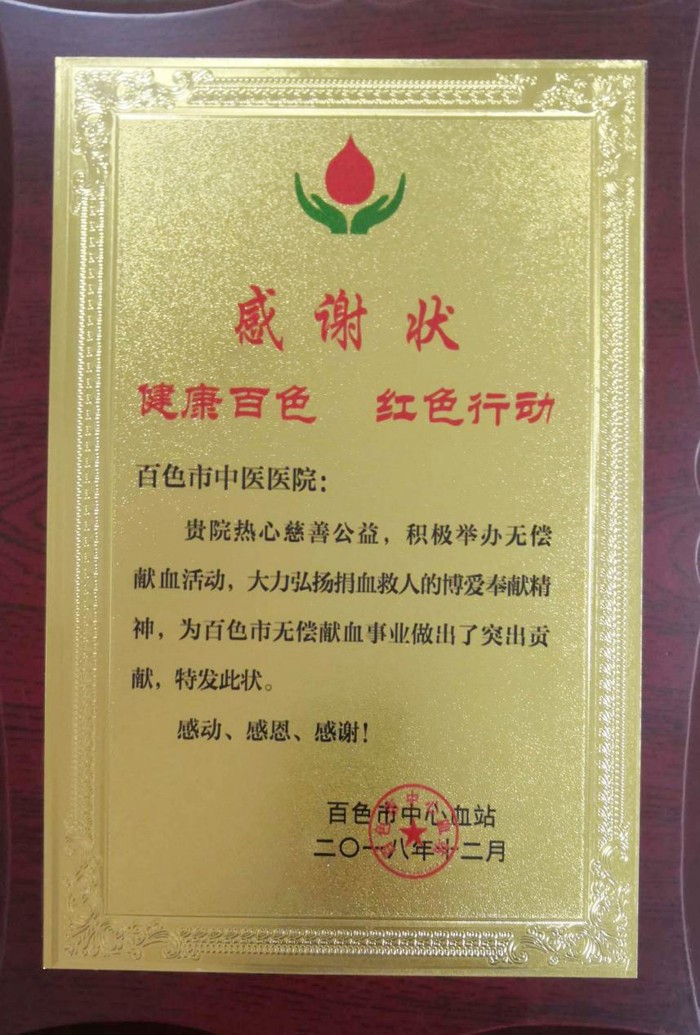 感谢状
健康百色 红色行动
百色市中医医院：
贵院热心慈善公益，积极举办无偿
献血活动，大力弘扬捐血救人的博爱奉献精
神，为百色市无偿献血事业做出了突出贡
献，特发此状。
感动、感恩、感谢！
百色市中心血站
二〇一八年十二月